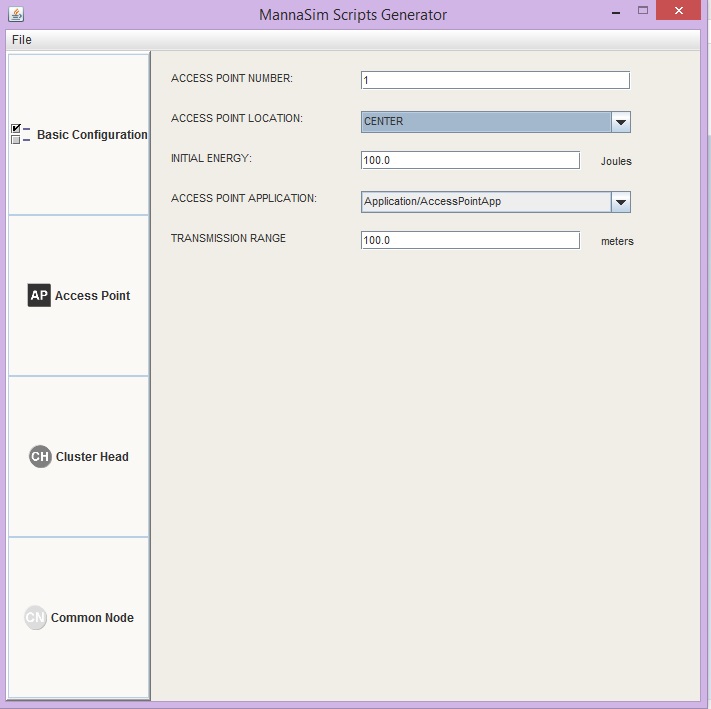 MannaSim Scripts Generator
File
Basic Configuration
AP Access Point
CH Cluster Head
CN Common Node
ACCESS POINT NUMBER: 1
ACCESS POINT LOCATION: CENTER
INITIAL ENERGY: 100.0 Joules
ACCESS POINT APPLICATION: Application/AccessPointApp
TRANSMISSION RANGE 100.0 meters